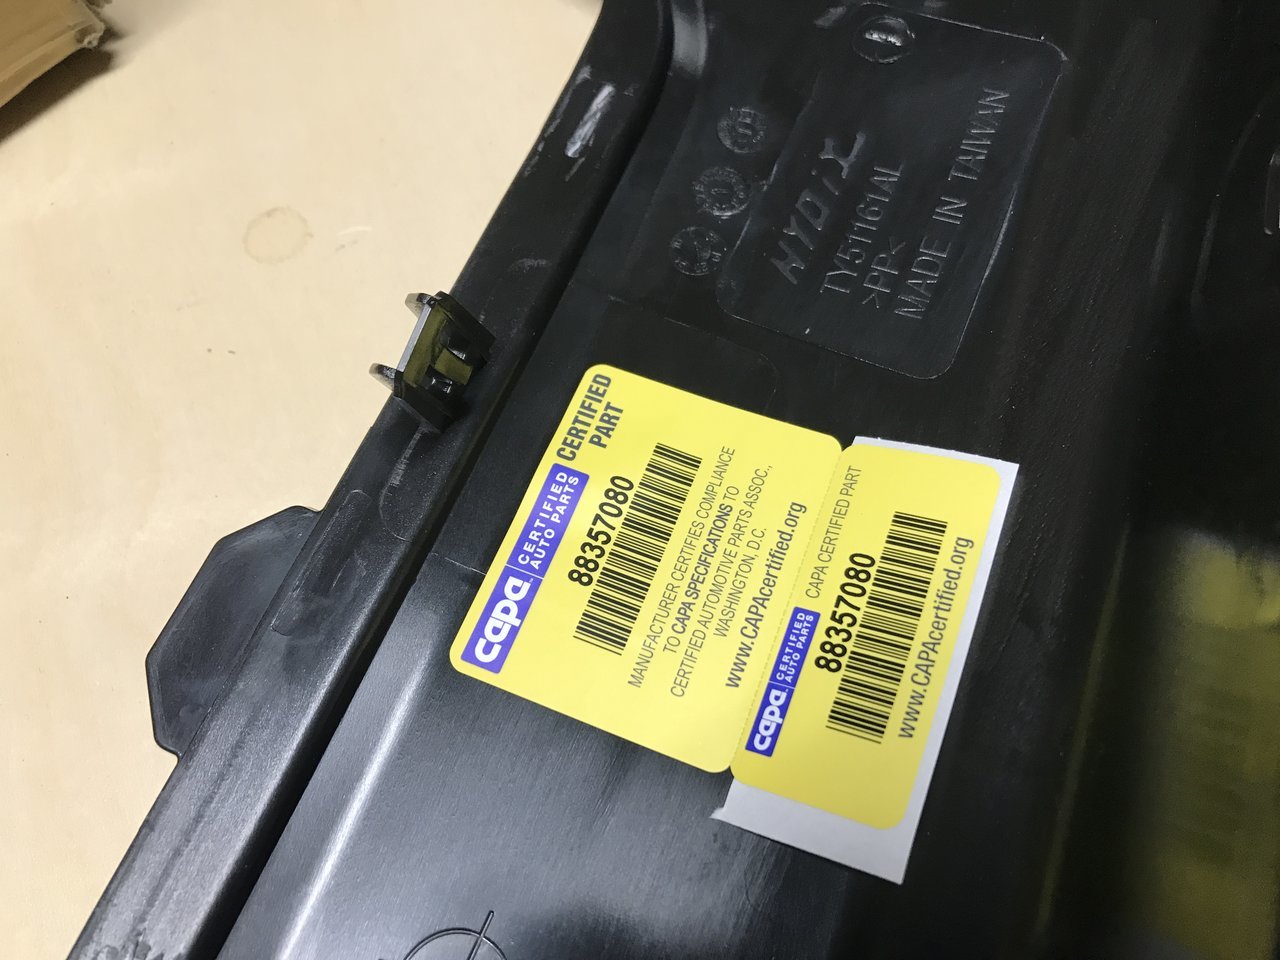 TY51161AL
>PP<
MADE IN TAIWAN
capa CERTIFIED
AUTO PARTS
CERTIFIED
PART
88357080
MANUFACTURER CERTIFIES COMPLIANCE
TO CAPA SPECIFICATIONS TO
CERTIFIED AUTOMOTIVE PARTS ASSOC.,
WASHINGTON, D.C.
www.CAPAcertified.org
capa CERTIFIED
AUTO PARTS
CAPA CERTIFIED PART
88357080
www.CAPAcertified.org